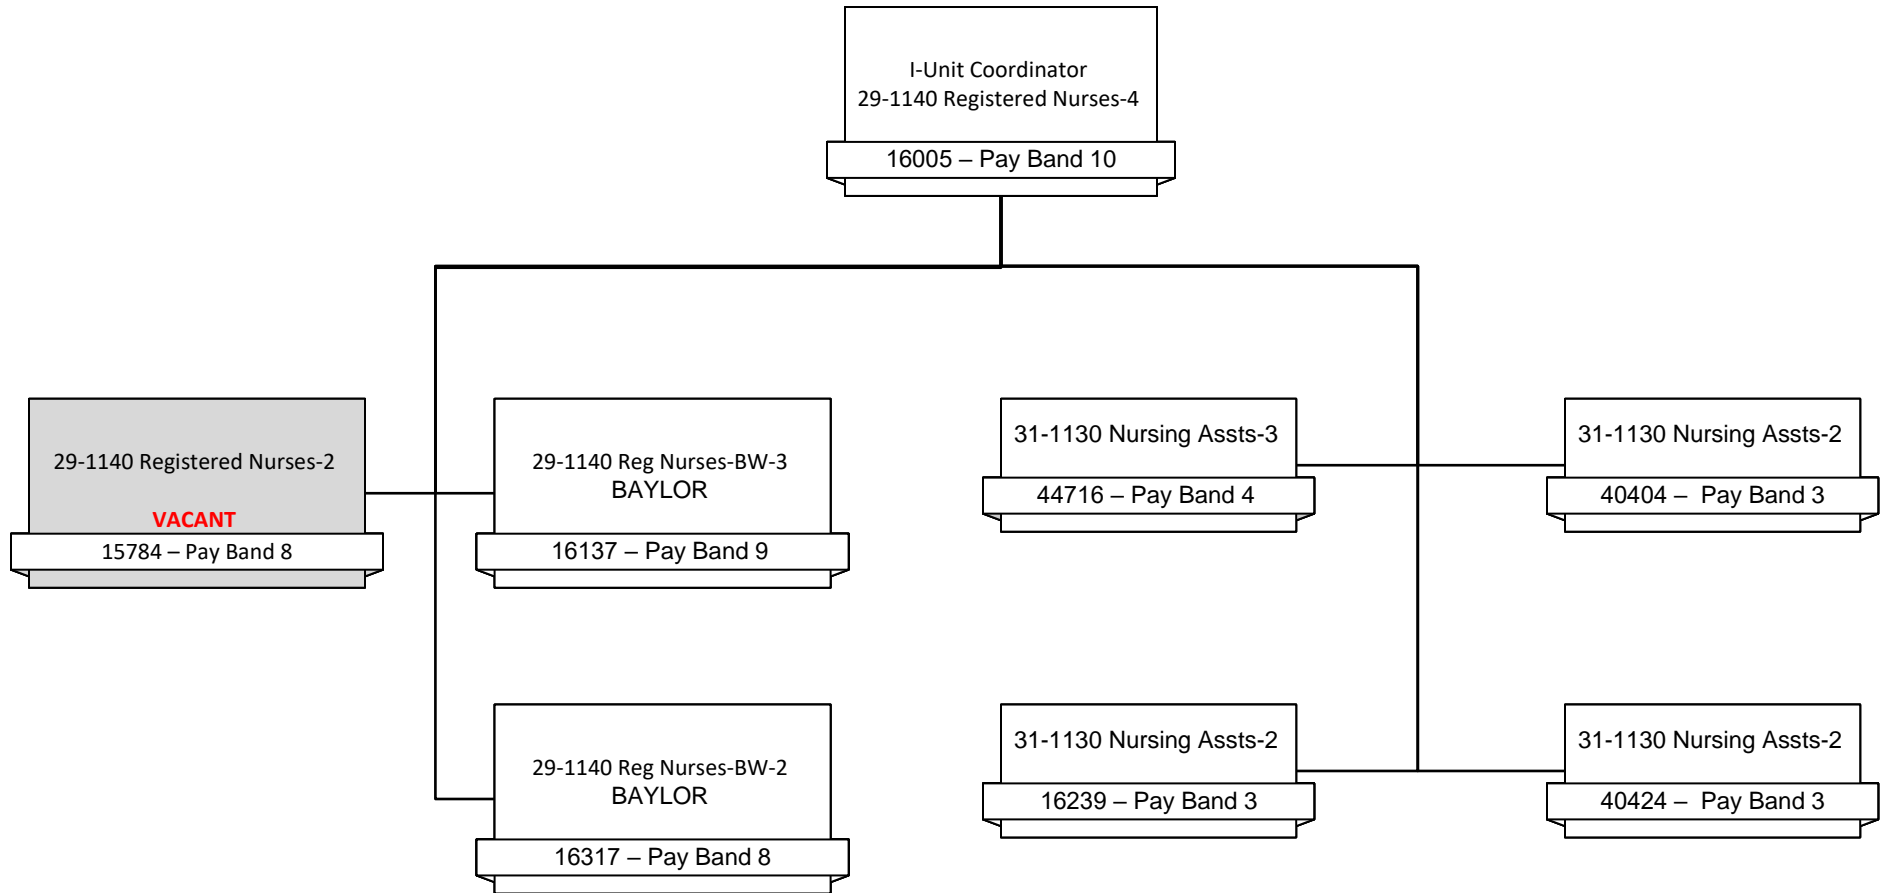 I-Unit Coordinator
29-1140 Registered Nurses-4
16005 – Pay Band 10
29-1140 Registered Nurses-2
VACANT
15784 – Pay Band 8
29-1140 Reg Nurses-BW-3
BAYLOR
16137 – Pay Band 9
31-1130 Nursing Assts-3
44716 – Pay Band 4
31-1130 Nursing Assts-2
40404 –  Pay Band 3
29-1140 Reg Nurses-BW-2
BAYLOR
16317 – Pay Band 8
31-1130 Nursing Assts-2
16239 – Pay Band 3
31-1130 Nursing Assts-2
40424 –  Pay Band 3